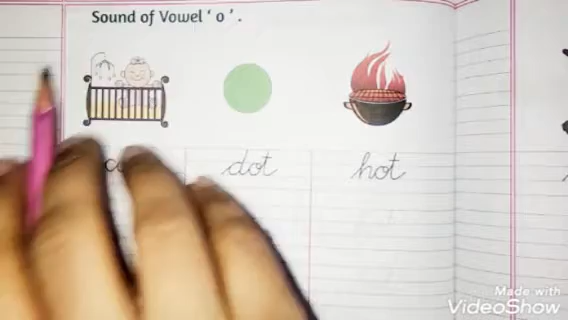 Sound of Vowel ' o ' .
dot hot
Made with
VideoShow